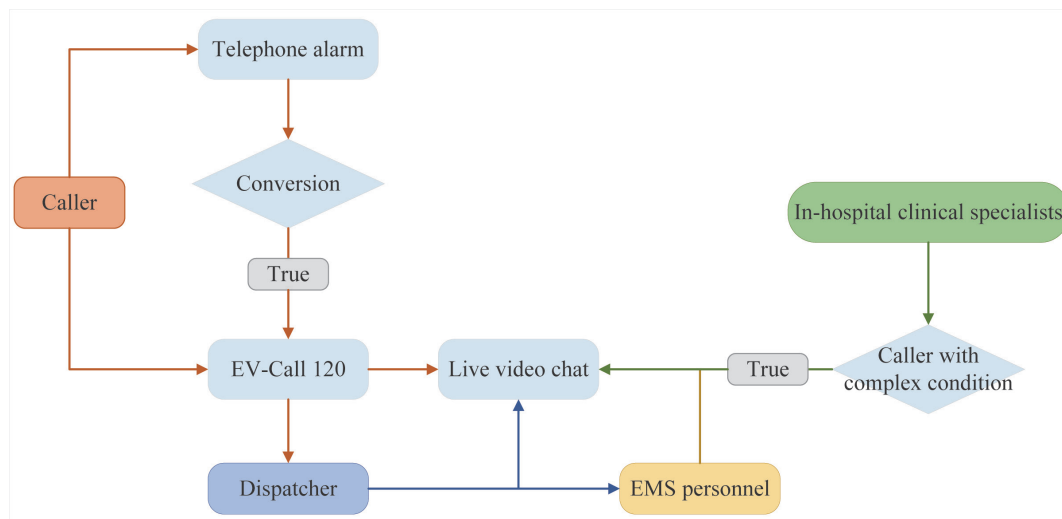 Telephone alarm
Conversion
Caller
In-hospital clinical specialists
True
EV-Call 120
Live video chat
True
Caller with
complex condition
Dispatcher
EMS personnel